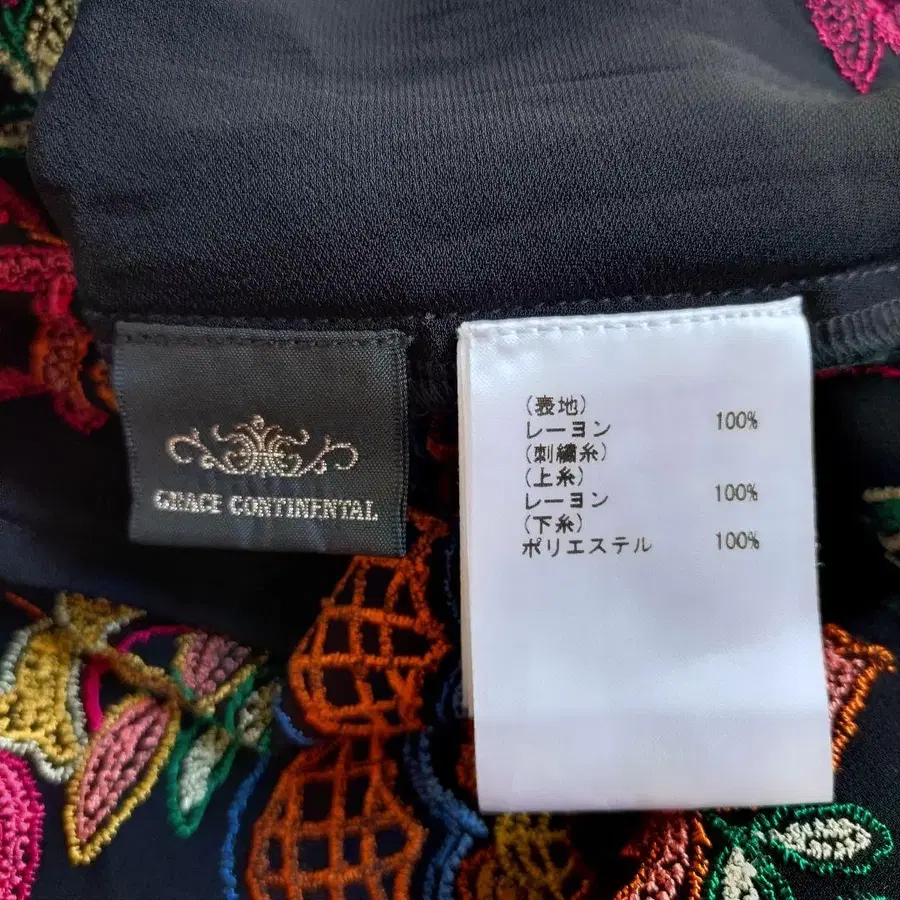 GRACE CONTINENTAL
(表地)
レーヨン 100%
(刺繍糸)
(上糸)
レーヨン 100%
(下糸)
ポリエステル 100%